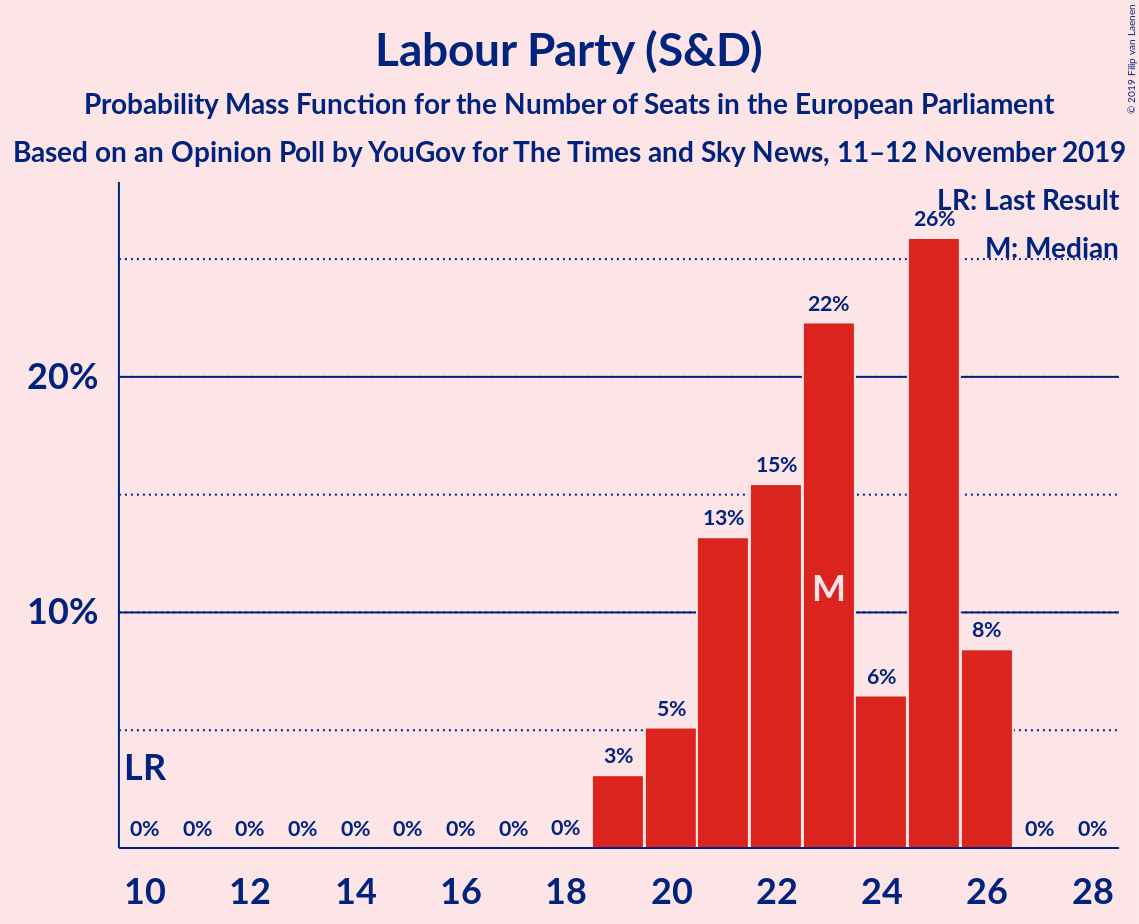 Labour Party (S&D)
Probability Mass Function for the Number of Seats in the European Parliament
Based on an Opinion Poll by YouGov for The Times and Sky News, 11–12 November 2019
© 2019 Filip van Laenen
LR: Last Result
M: Median
26%
22%
20%
15%
13%
M
10%
8%
6%
5%
3%
LR
0% 0% 0% 0% 0% 0% 0% 0% 0% 0% 0%
10 12 14 16 18 20 22 24 26 28